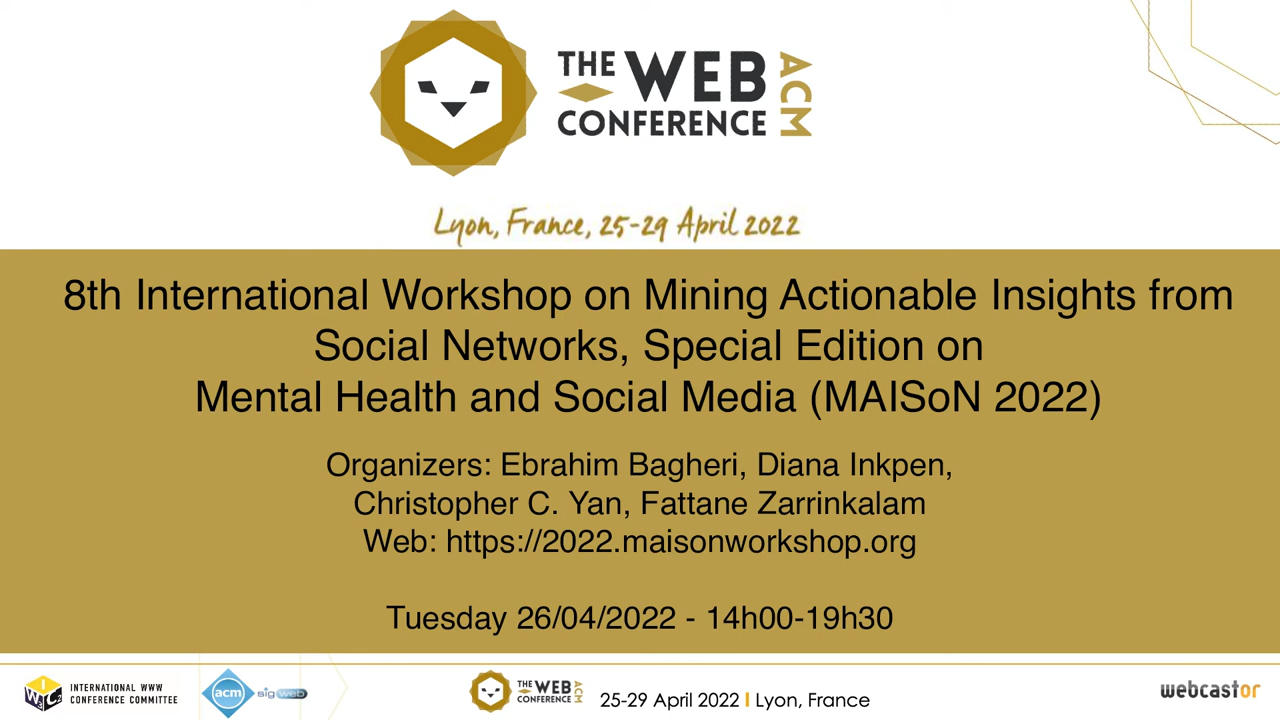 THE WEB ACM
CONFERENCE
Lyon, France, 25-29 April 2022
8th International Workshop on Mining Actionable Insights from
Social Networks, Special Edition on
Mental Health and Social Media (MAISoN 2022)
Organizers: Ebrahim Bagheri, Diana Inkpen,
Christopher C. Yan, Fattane Zarrinkalam
Web: https://2022.maisonworkshop.org
Tuesday 26/04/2022 - 14h00-19h30
INTERNATIONAL WWW
CONFERENCE COMMITTEE
acm
sigweb
THE WEB ACM
CONFERENCE
25-29 April 2022 I Lyon, France
webcastor